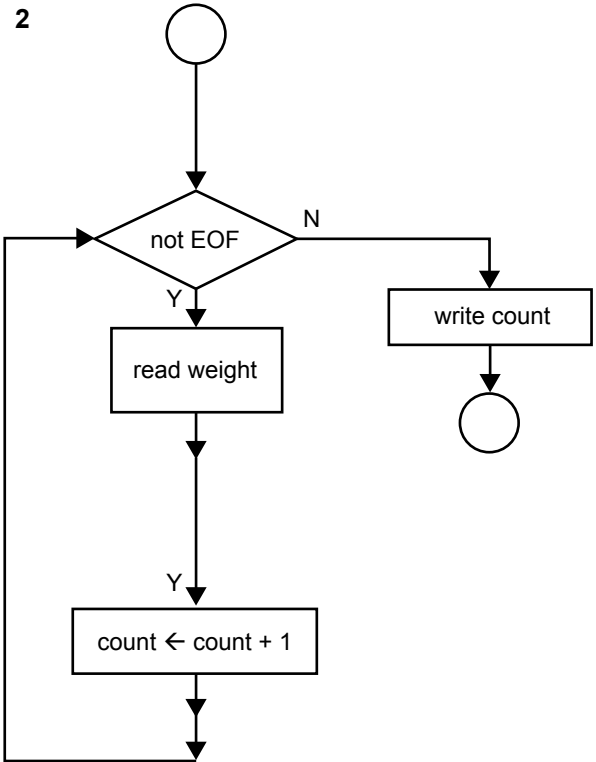 2
not EOF
N
Y
write count
read weight
Y
count ← count + 1